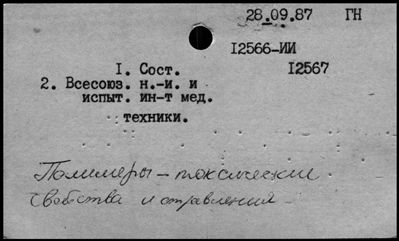 28.09.87 ГН
I2566-ИИ
I. Сост. I2567
2. Всесоюз. н.-и. и
испыт. ин-т мед.
техники.
Полимеры – токсические
свойства и отравления